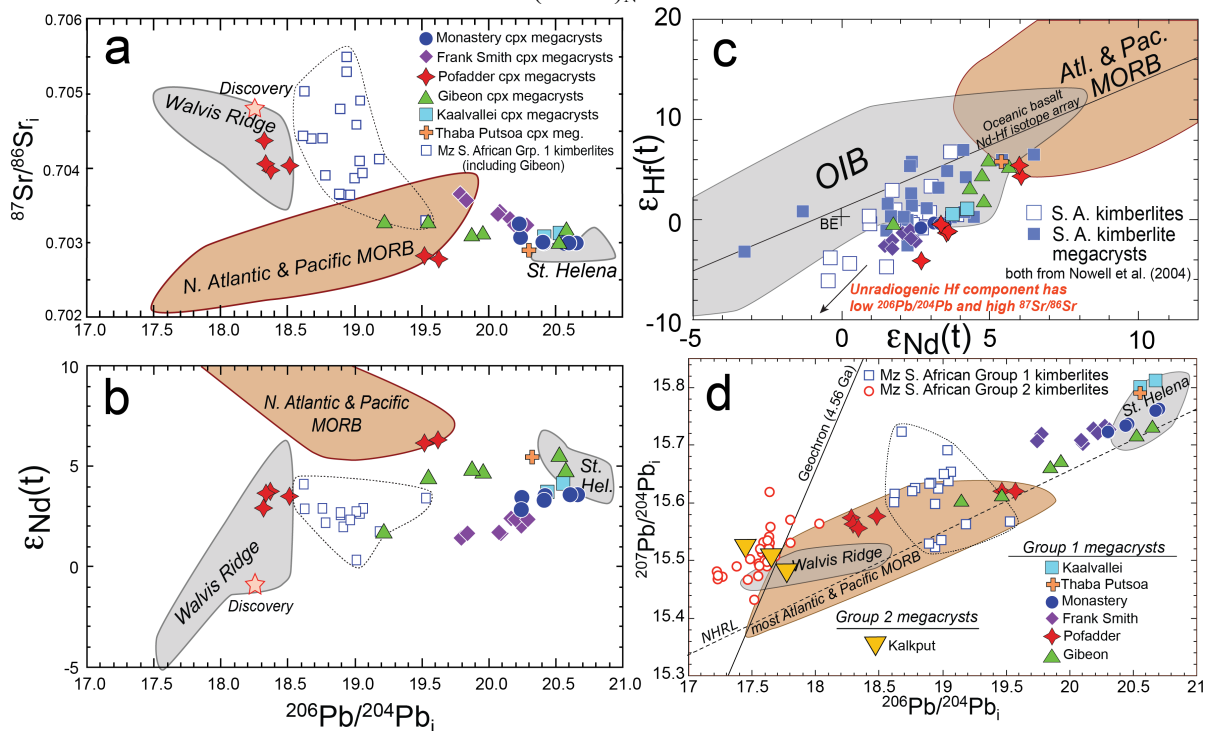 ( )N
a
0.706
0.705
0.704
0.703
0.702
87Sr/86Sri
17.0 17.5 18.0 18.5 19.0 19.5 20.0 20.5 21.0
Discovery
Walvis Ridge
N. Atlantic & Pacific MORB
St. Helena
Monastery cpx megacrysts
Frank Smith cpx megacrysts
Pofadder cpx megacrysts
Gibeon cpx megacrysts
Kaalvallei cpx megacrysts
Thaba Putsoa cpx meg.
Mz S. African Grp. 1 kimberlites
(including Gibeon)
c
20
10
0
-10
εHf(t)
-5 0 5 10
εNd(t)
Atl. & Pac.
MORB
Oceanic basalt
Nd-Hf isotope array
OIB
BE
S. A. kimberlites
S. A. kimberlite
megacrysts
both from Nowell et al. (2004)
Unradiogenic Hf component has
low 206Pb/204Pb and high 87Sr/86Sr
b
10
5
0
-5
εNd(t)
N. Atlantic & Pacific
MORB
Walvis Ridge
Discovery
St.
Hel.
17.0 17.5 18.0 18.5 19.0 19.5 20.0 20.5 21.0
206Pb/204Pbi
d
15.8
15.7
15.6
15.5
15.4
15.3
207Pb/204Pbi
Mz S. African Group 1 kimberlites
Mz S. African Group 2 kimberlites
Geochron (4.56 Ga)
St. Helena
Walvis Ridge
most Atlantic & Pacific MORB
NHRL
Group 2 megacrysts
Kalkput
Group 1 megacrysts
Kaalvallei
Thaba Putsoa
Monastery
Frank Smith
Pofadder
Gibeon
17 17.5 18 18.5 19 19.5 20 20.5 21
206Pb/204Pbi